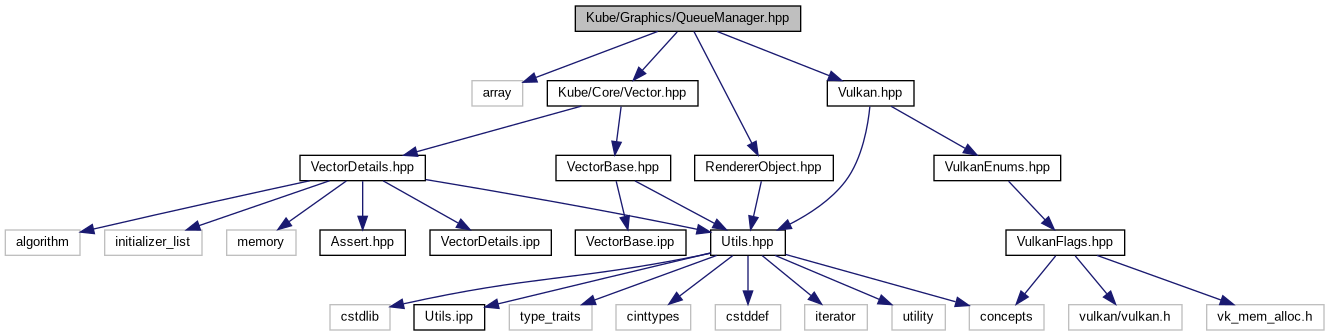 Kube/Graphics/QueueManager.hpp
array
Kube/Core/Vector.hpp
Vulkan.hpp
VectorDetails.hpp
VectorBase.hpp
RendererObject.hpp
VulkanEnums.hpp
algorithm
initializer_list
memory
Assert.hpp
VectorDetails.ipp
VectorBase.ipp
Utils.hpp
VulkanFlags.hpp
cstdlib
Utils.ipp
type_traits
cinttypes
cstddef
iterator
utility
concepts
vulkan/vulkan.h
vk_mem_alloc.h